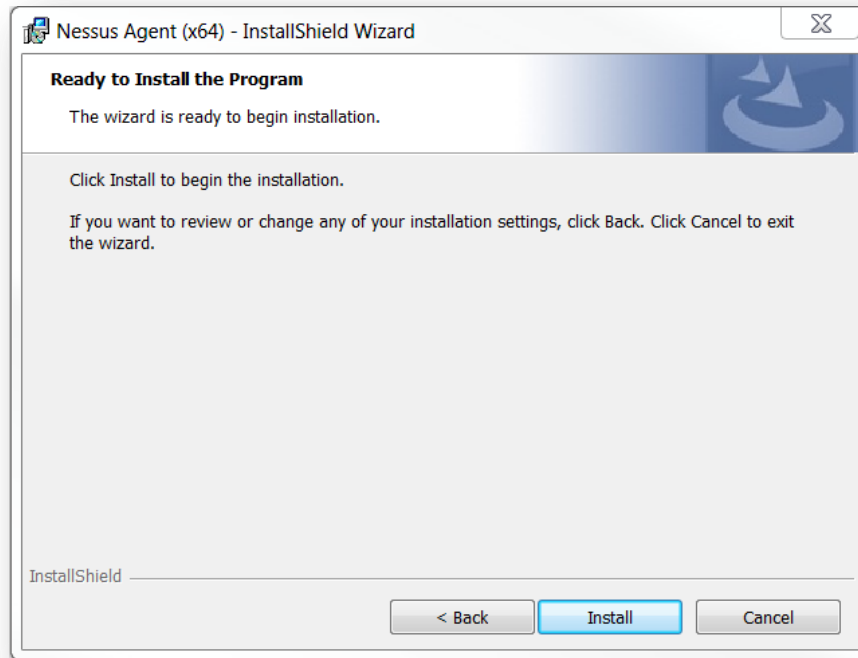 Nessus Agent (x64) - InstallShield Wizard
Ready to Install the Program
The wizard is ready to begin installation.
Click Install to begin the installation.
If you want to review or change any of your installation settings, click Back. Click Cancel to exit
the wizard.
InstallShield
< Back
Install
Cancel